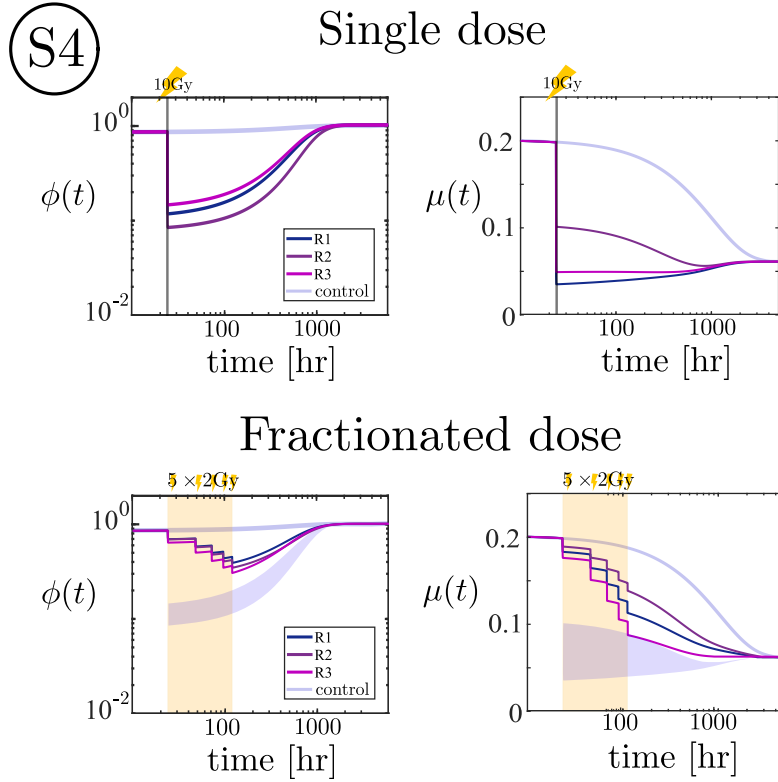 S4
Single dose
10Gy
10Gy
10^0
ϕ(t)
10^-2
R1
R2
R3
control
100
1000
time [hr]
0.2
μ(t)
0.1
0
100
1000
time [hr]
Fractionated dose
5 × 2Gy
5 × 2Gy
10^0
ϕ(t)
10^-2
R1
R2
R3
control
100
1000
time [hr]
0.2
μ(t)
0.1
0
100
1000
time [hr]